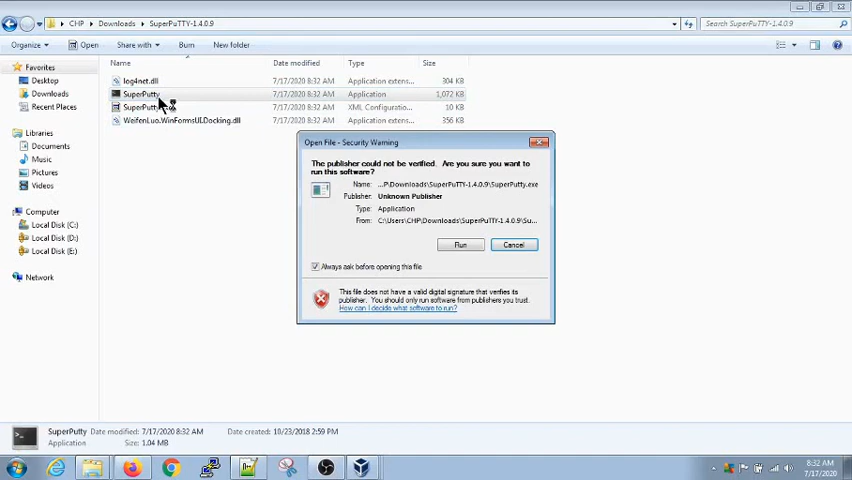 CHP Downloads SuperPuTTY-1.4.0.9 Search SuperPuTTY-1.4.0.9
Organize Open Share with Burn New folder
Name Date modified Type Size
Favorites
Desktop
Downloads
Recent Places
Libraries
Documents
Music
Pictures
Videos
Computer
Local Disk (C:)
Local Disk (D:)
Local Disk (E:)
Network
log4net.dll 7/17/2020 8:32 AM Application extens... 304 KB
SuperPutty 7/17/2020 8:32 AM Application 1,072 KB
SuperPutty 7/17/2020 8:32 AM XML Configuratio... 10 KB
WeifenLuo.WinFormsUI.Docking.dll 7/17/2020 8:32 AM Application extens... 356 KB
Open File - Security Warning
The publisher could not be verified. Are you sure you want to
run this software?
Name: ...P\Downloads\SuperPuTTY-1.4.0.9\SuperPutty.exe
Publisher: Unknown Publisher
Type: Application
From: C:\Users\CHP\Downloads\SuperPuTTY-1.4.0.9\Su...
Run Cancel
Always ask before opening this file
This file does not have a valid digital signature that verifies its
publisher. You should only run software from publishers you trust.
How can I decide what software to run?
SuperPutty Date modified: 7/17/2020 8:32 AM Date created: 10/23/2018 2:59 PM
Application Size: 1.04 MB
8:32 AM
7/17/2020